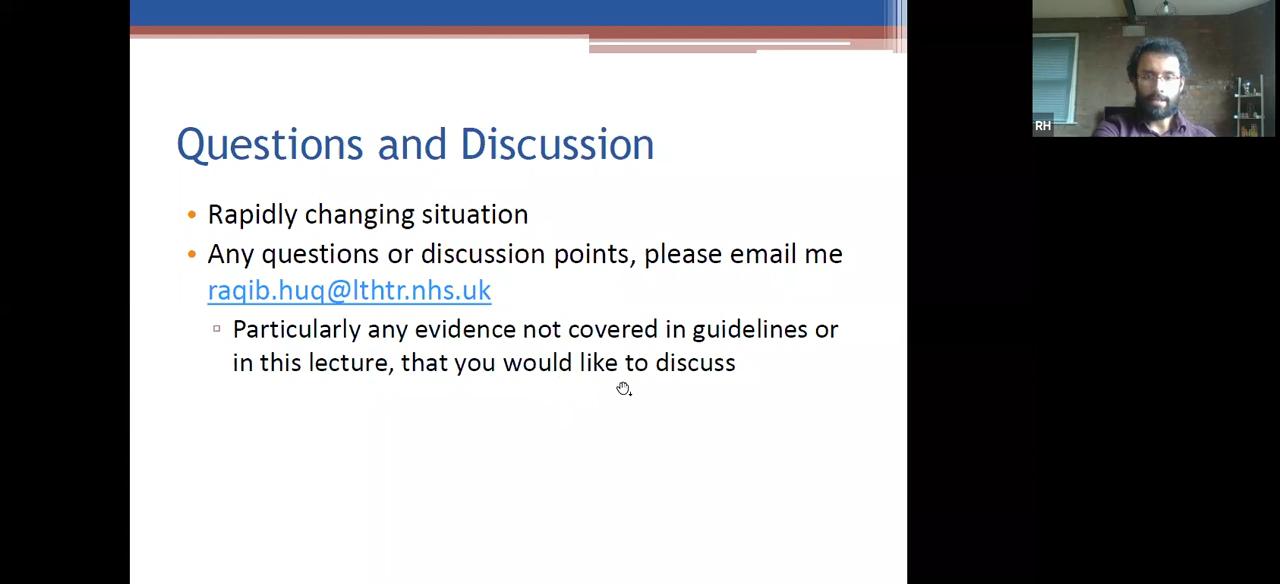 Questions and Discussion
• Rapidly changing situation
• Any questions or discussion points, please email me
raqib.huq@lthtr.nhs.uk
▫ Particularly any evidence not covered in guidelines or
in this lecture, that you would like to discuss
RH